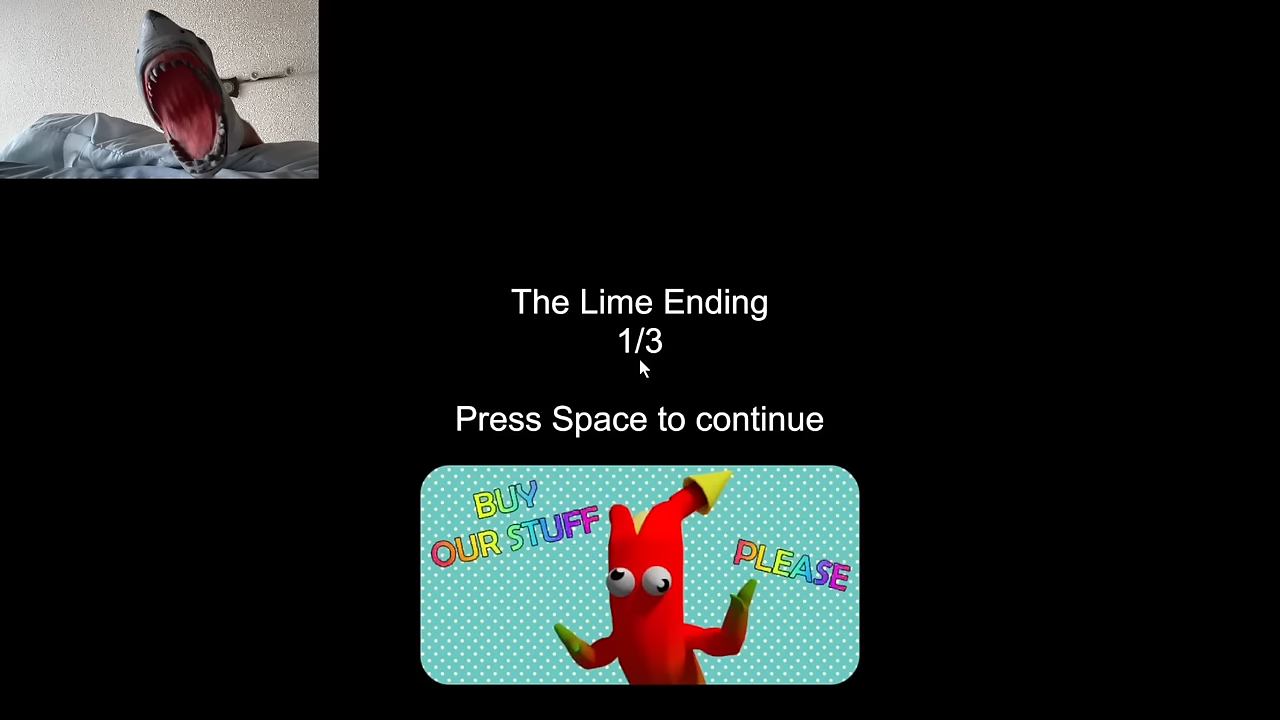 The Lime Ending
1/3
Press Space to continue
BUY
OUR STUFF
PLEASE